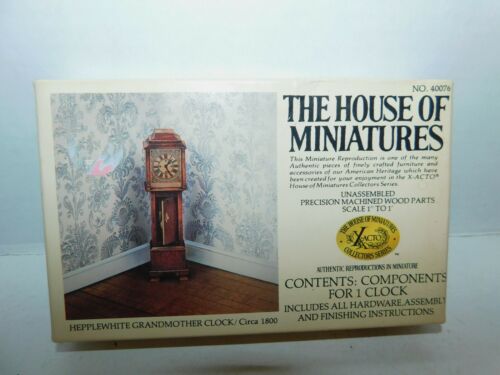 NO. 40076
THE HOUSE OF
MINIATURES
This Miniature Reproduction is one of the many
Authentic pieces of finely crafted furniture and
accessories of our American Heritage which have
been created for your enjoyment in the X-ACTO®
House of Miniatures Collectors Series.
UNASSEMBLED
PRECISION MACHINED WOOD PARTS
SCALE 1" TO 1'
THE HOUSE OF MINIATURES
X-ACTO
COLLECTORS SERIES
™
AUTHENTIC REPRODUCTIONS IN MINIATURE
CONTENTS: COMPONENTS
FOR 1 CLOCK
INCLUDES ALL HARDWARE, ASSEMBLY
AND FINISHING INSTRUCTIONS
HEPPLEWHITE GRANDMOTHER CLOCK/Circa 1800